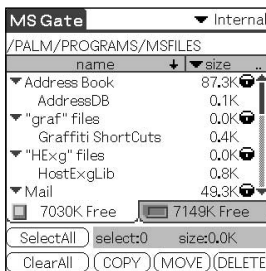 MS Gate ▼ Internal
/PALM/PROGRAMS/MSFILES
name ↓ ▼size ..
▼Address Book 87.3K
AddressDB 0.1K
▼"graf" files 0.0K
Graffiti ShortCuts 0.4K
▼"HExg" files 0.0K
HostExgLib 0.8K
▼Mail 49.3K
7030K Free 7149K Free
SelectAll select:0 size:0.0K
ClearAll COPY MOVE DELETE